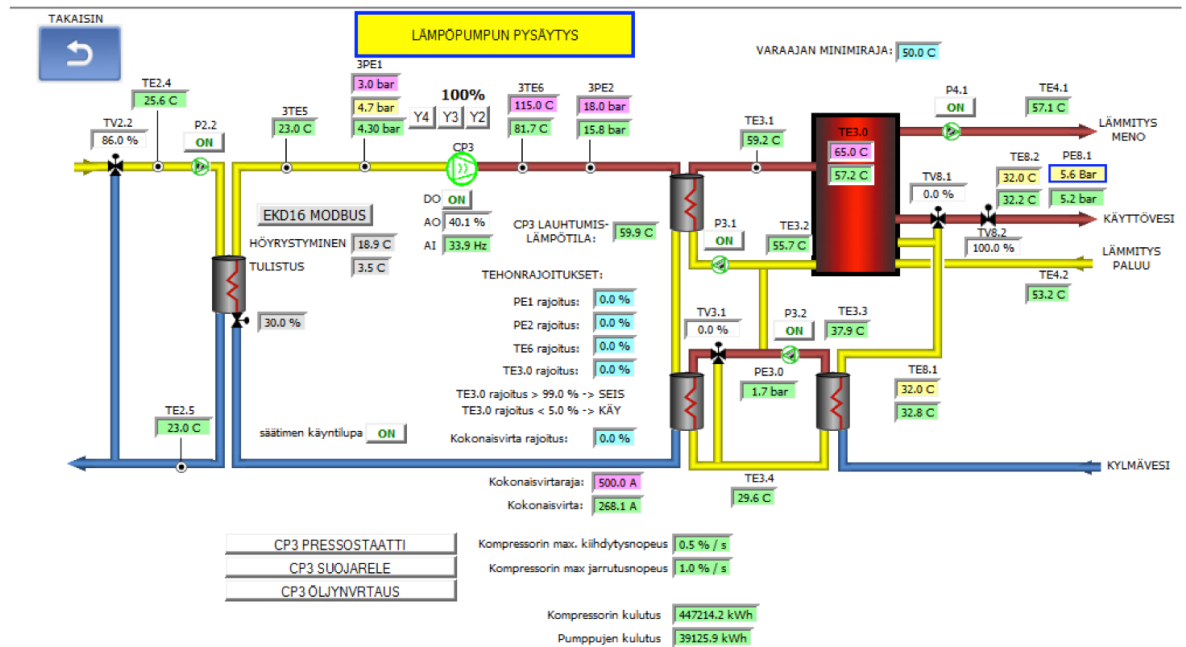 TAKAISIN
LÄMPÖPUMPUN PYSÄYTYS
VARAAJAN MINIMIRAJA: 50.0 C
TE2.4
25.6 C
TV2.2
86.0 %
P2.2
ON
3TE5
23.0 C
3PE1
3.0 bar
4.7 bar
4.30 bar
100%
Y4 Y3 Y2
CP3
3TE6
115.0 C
81.7 C
3PE2
18.0 bar
15.8 bar
TE3.1
59.2 C
TE3.0
65.0 C
57.2 C
P4.1
ON
TE4.1
57.1 C
LÄMMITYS
MENO
TE8.2
32.0 C
32.2 C
PE8.1
5.6 Bar
5.2 bar
TV8.1
0.0 %
KÄYTTÖVESI
TV8.2
100.0 %
LÄMMITYS
PALUU
TE4.2
53.2 C
DO ON
AO 40.1 %
AI 33.9 Hz
EKD16 MODBUS
HÖYRYSTYMINEN 18.9 C
TULISTUS 3.5 C
30.0 %
CP3 LAUHTUMIS-
LÄMPÖTILA: 59.9 C
P3.1
ON
TE3.2
55.7 C
TEHONRAJOITUKSET:
PE1 rajoitus: 0.0 %
PE2 rajoitus: 0.0 %
TE6 rajoitus: 0.0 %
TE3.0 rajoitus: 0.0 %
TE3.0 rajoitus > 99.0 % -> SEIS
TE3.0 rajoitus < 5.0 % -> KÄY
Kokonaisvirta rajoitus: 0.0 %
TV3.1
0.0 %
P3.2
ON
TE3.3
37.9 C
PE3.0
1.7 bar
TE8.1
32.0 C
32.8 C
TE2.5
23.0 C
säätimen käyntilupa ON
KYLMÄVESI
TE3.4
29.6 C
Kokonaisvirtaraja: 500.0 A
Kokonaisvirta: 268.1 A
CP3 PRESSOSTAATTI
CP3 SUOJARELE
CP3 ÖLJYNVRTAUS
Kompressorin max. kiihdytysnopeus 0.5 % / s
Kompressorin max jarrutusnopeus 1.0 % / s
Kompressorin kulutus 447214.2 kWh
Pumppujen kulutus 39125.9 kWh